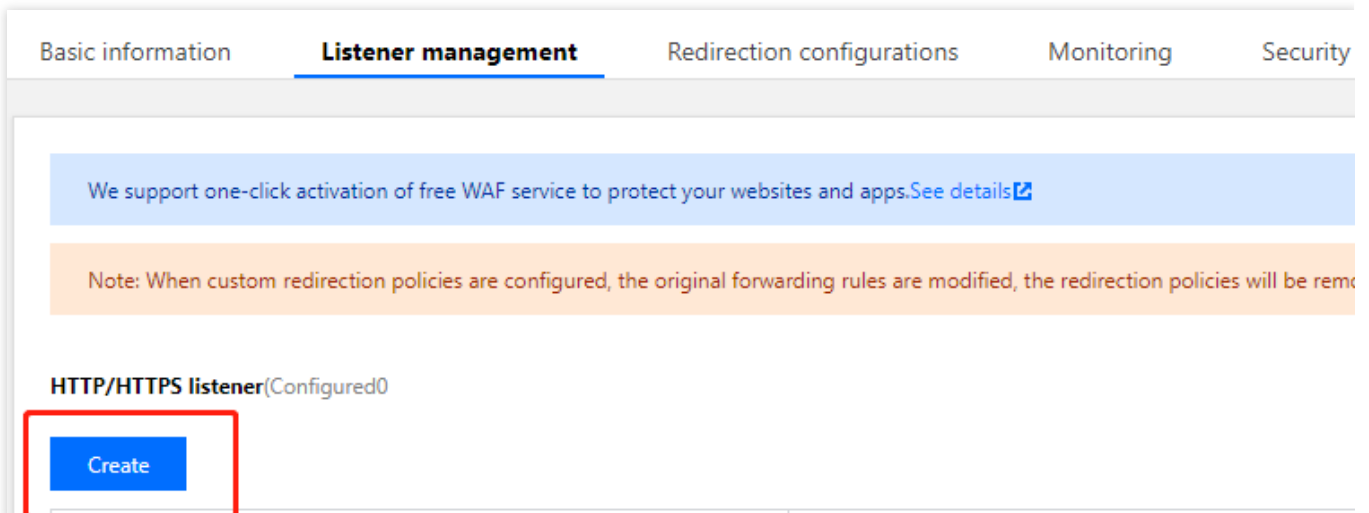 Basic information Listener management Redirection configurations Monitoring Security
We support one-click activation of free WAF service to protect your websites and apps.See details
Note: When custom redirection policies are configured, the original forwarding rules are modified, the redirection policies will be
HTTP/HTTPS listener(Configured0
Create